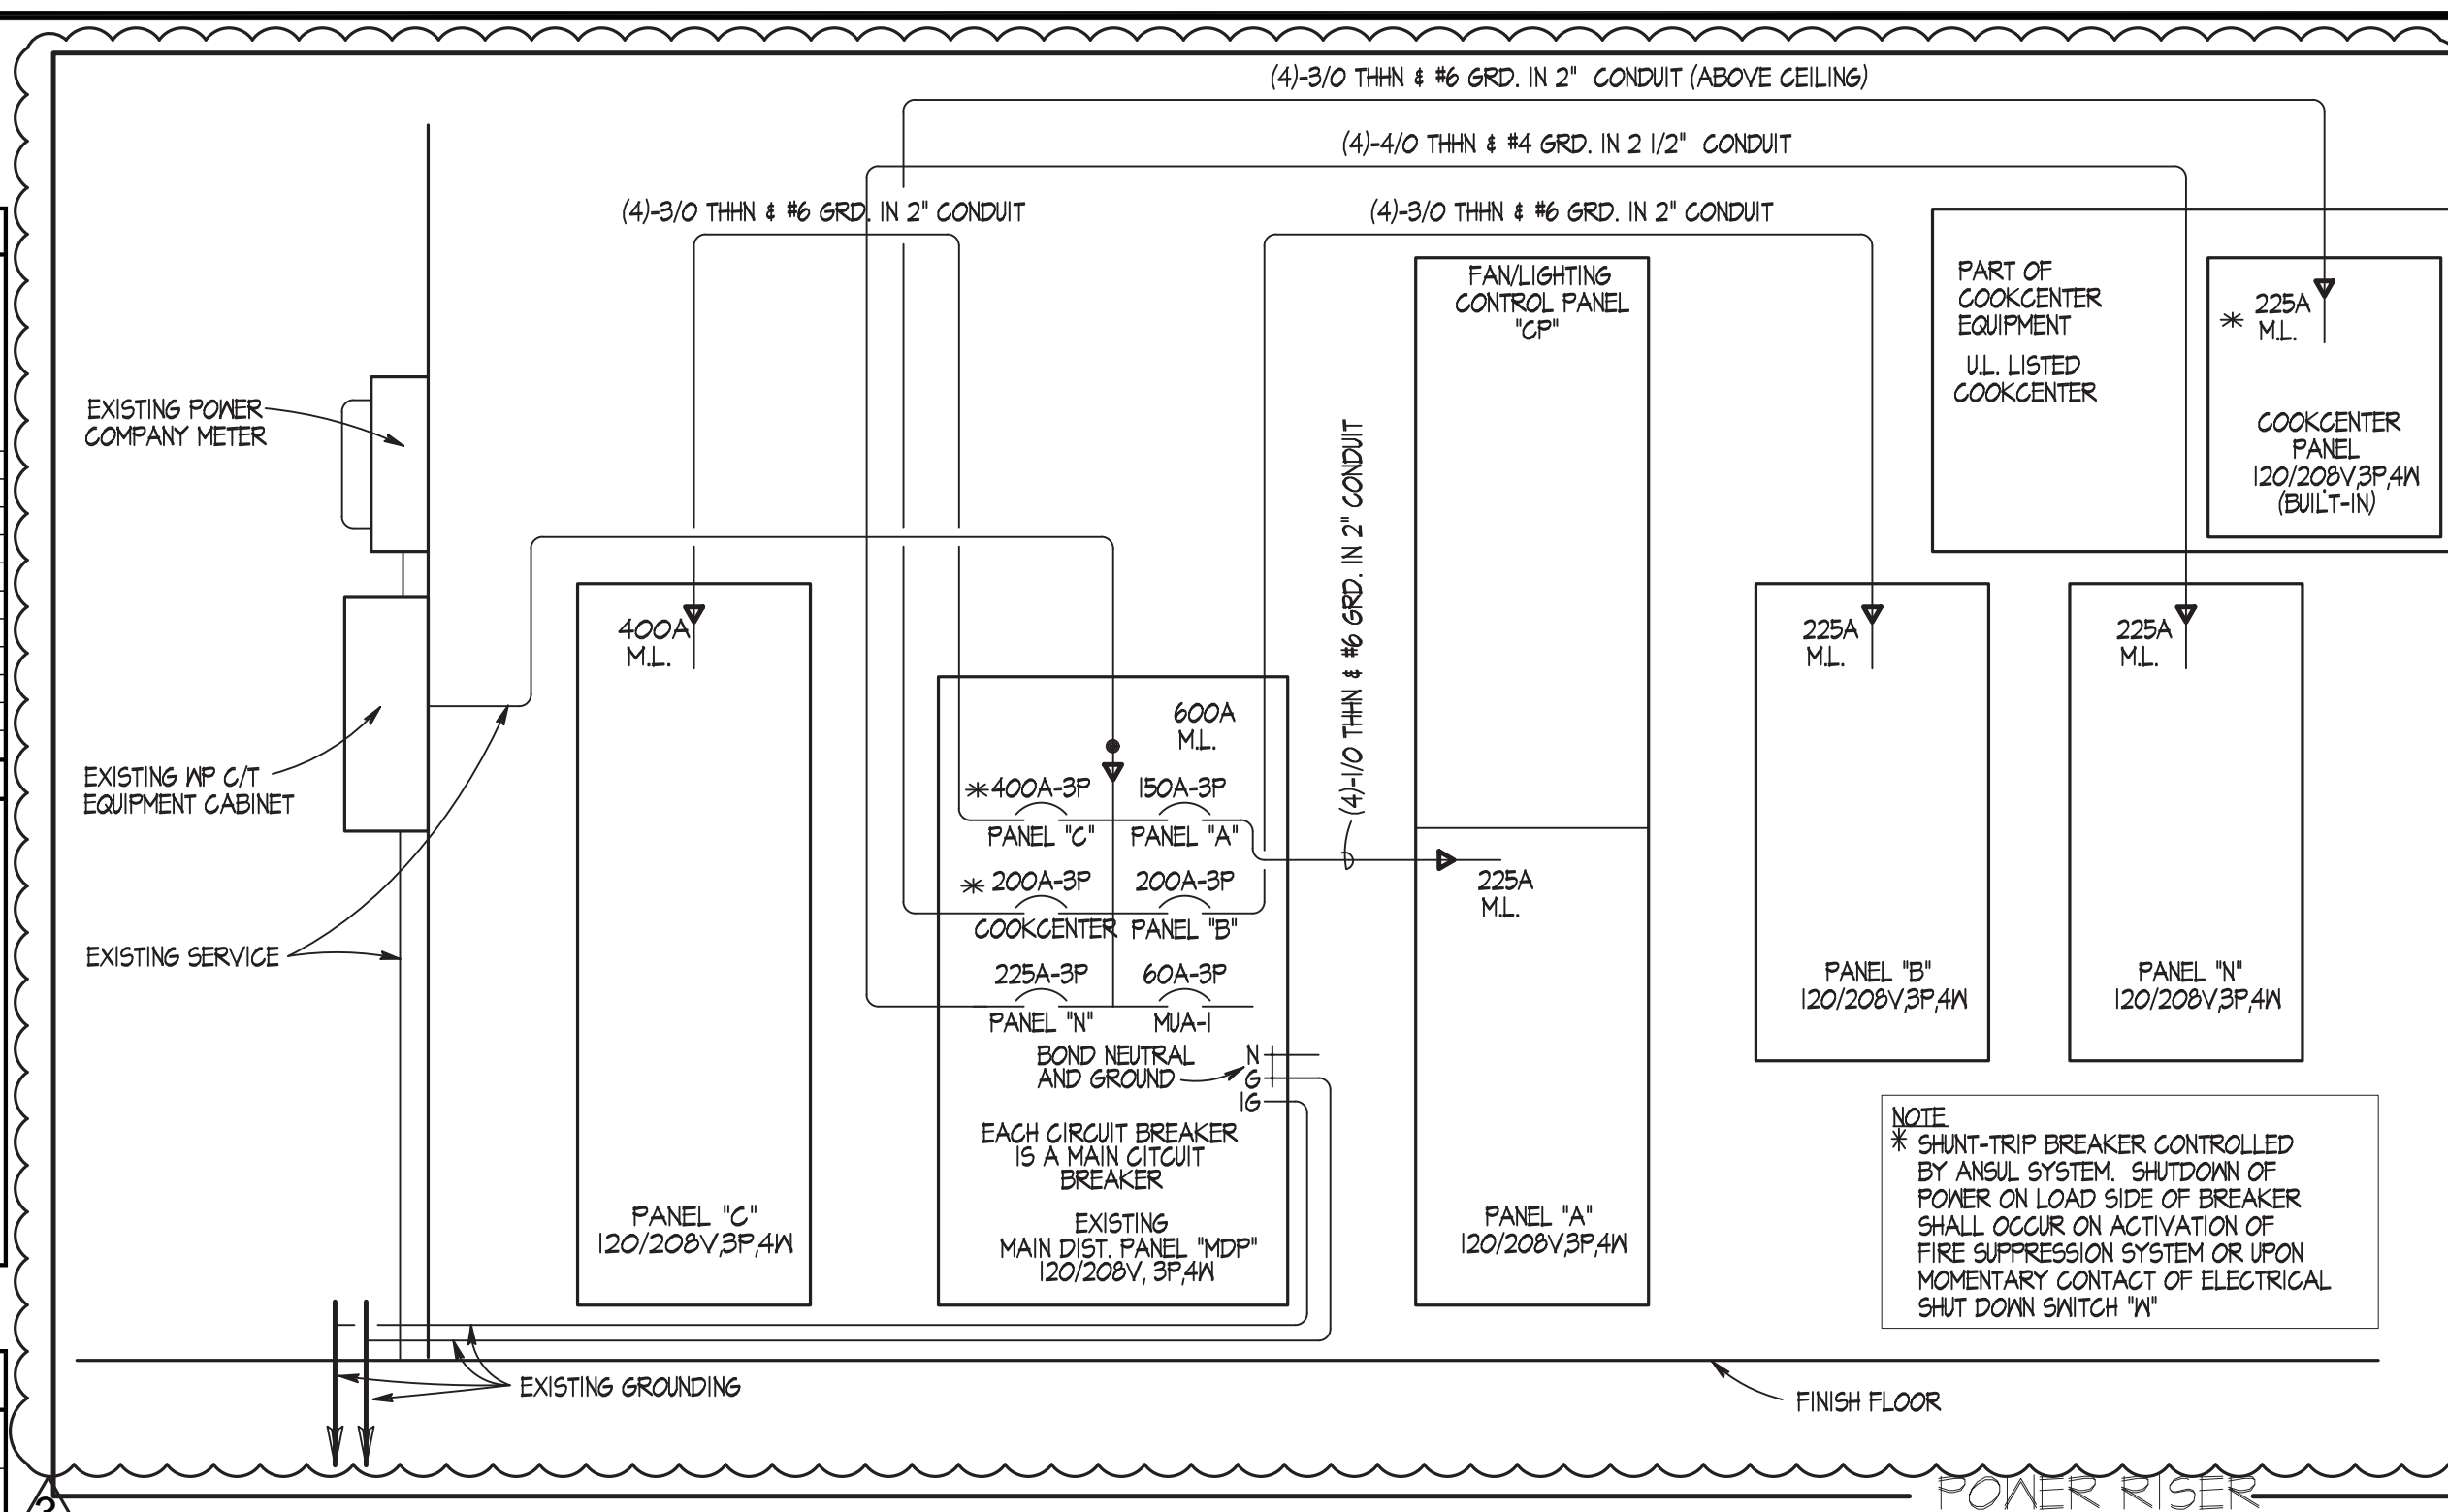 (4)-3/0 THHN & #6 GRD. IN 2" CONDUIT (ABOVE CEILING)
(4)-4/0 THHN & #4 GRD. IN 2 1/2" CONDUIT
(4)-3/0 THHN & #6 GRD. IN 2" CONDUIT
(4)-3/0 THHN & #6 GRD. IN 2" CONDUIT
FAN/LIGHTING
CONTROL PANEL
"CP"
PART OF
COOKCENTER
EQUIPMENT
U.L. LISTED
COOKCENTER
225A
* M.L.
COOKCENTER
PANEL
120/208V,3P,4W
(BUILT-IN)
EXISTING POWER
COMPANY METER
(4)-1/0 THHN & #6 GRD. IN 2" CONDUIT
400A
M.L.
225A
M.L.
225A
M.L.
600A
M.L.
EXISTING WP C/T
EQUIPMENT CABINET
*400A-3P
PANEL "C"
150A-3P
PANEL "A"
* 200A-3P
COOKCENTER
200A-3P
PANEL "B"
225A
M.L.
EXISTING SERVICE
225A-3P
PANEL "N"
60A-3P
MUA-1
PANEL "B"
120/208V,3P,4W
PANEL "N"
120/208V,3P,4W
BOND NEUTRAL
AND GROUND
N
G
IG
EACH CIRCUIT BREAKER
IS A MAIN CITCUIT
BREAKER
EXISTING
MAIN DIST. PANEL "MDP"
120/208V, 3P,4W
PANEL "C"
120/208V,3P,4W
PANEL "A"
120/208V,3P,4W
NOTE
* SHUNT-TRIP BREAKER CONTROLLED
BY ANSUL SYSTEM. SHUTDOWN OF
POWER ON LOAD SIDE OF BREAKER
SHALL OCCUR ON ACTIVATION OF
FIRE SUPPRESSION SYSTEM OR UPON
MOMENTARY CONTACT OF ELECTRICAL
SHUT DOWN SWITCH "W"
EXISTING GROUNDING
FINISH FLOOR
3
POWER RISER